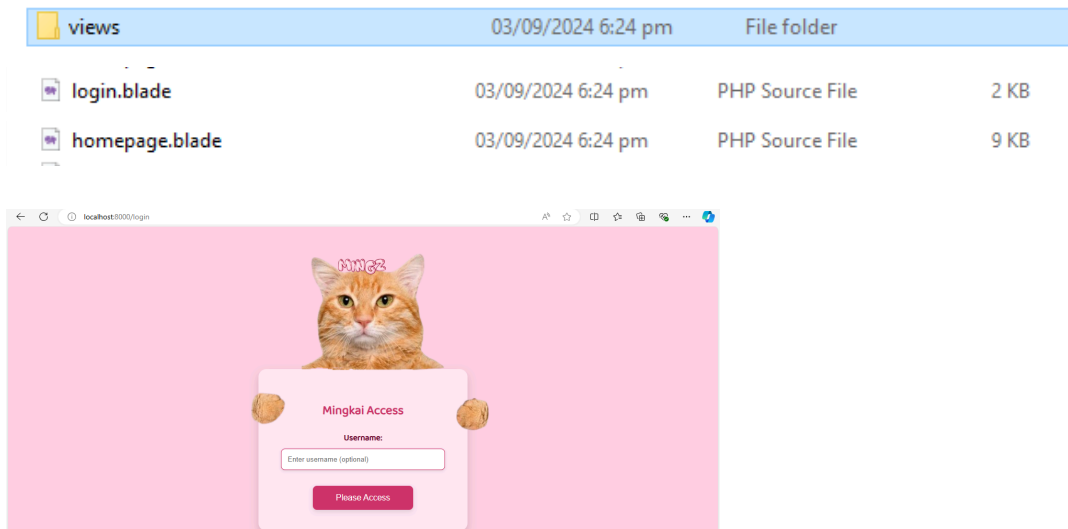 views 03/09/2024 6:24 pm File folder
login.blade 03/09/2024 6:24 pm PHP Source File 2 KB
homepage.blade 03/09/2024 6:24 pm PHP Source File 9 KB
localhost:8000/login
MINGZ
Mingkai Access
Username:
Enter username (optional)
Please Access